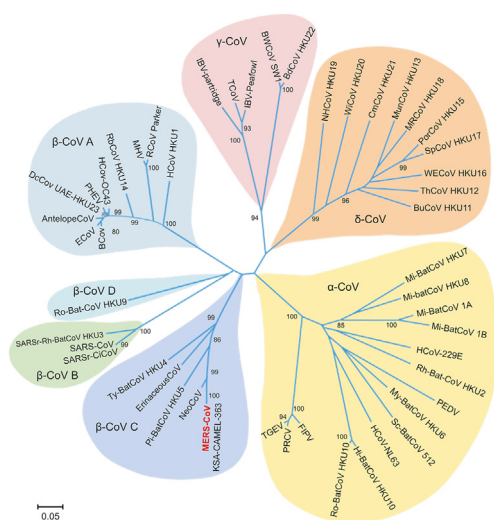 γ-CoV
IBV-partridge
TCoV
IBV-Peafowl
BWCoV SW1
BdCoV HKU22
100
93
100
94
NHCoV HKU19
WiCoV HKU20
CmCoV HKU21
MunCoV HKU13
MRCoV HKU18
PorCoV HKU15
SpCoV HKU17
WECoV HKU16
ThCoV HKU12
BuCoV HKU11
99
96
99
δ-CoV
β-CoV A
DcCov UAE-HKU23
HCoV-OC43
RbCoV HKU14
MHV
RCoV Parker
HCoV HKU1
PHEV
AntelopeCoV
ECoV
BCoV
99
99
80
100
100
β-CoV D
Ro-Bat-CoV HKU9
SARSr-Rh-BatCoV HKU3
SARS-CoV
SARSr-CiCoV
100
99
β-CoV B
Ty-BatCoV HKU4
ErinaceousCoV
Pi-BatCoV HKU5
NeoCoV
MERS-CoV
KSA-CAMEL-363
99
86
99
100
β-CoV C
α-CoV
Mi-BatCoV HKU7
Mi-batCoV HKU8
Mi-BatCoV 1A
Mi-BatCoV 1B
HCoV-229E
Rh-Bat-CoV HKU2
PEDV
My-BatCoV HKU6
Sc-BatCoV 512
HCoV-NL63
Hi-BatCoV HKU10
Ro-BatCoV HKU10
FIPV
PRCV
TGEV
100
85
100
100
94
100
0.05